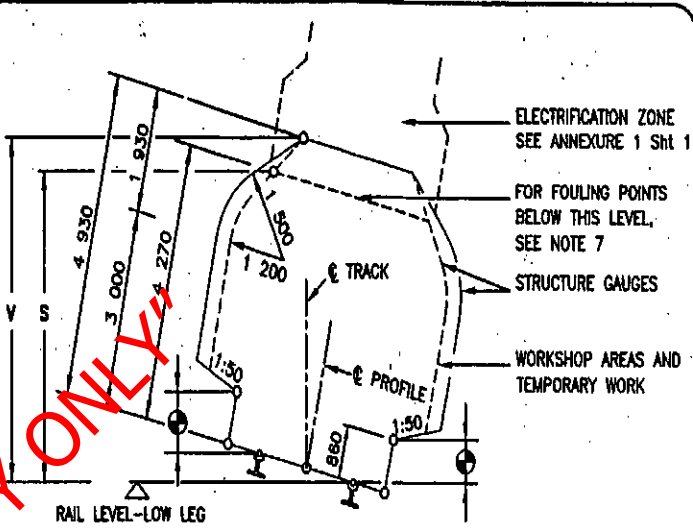 ELECTRIFICATION ZONE
SEE ANNEXURE 1 Sht 1
FOR FOULING POINTS
BELOW THIS LEVEL,
SEE NOTE 7
STRUCTURE GAUGES
WORKSHOP AREAS AND
TEMPORARY WORK
1 930
4 930
3 000
4 270
V
S
1 500
1 200
℄ TRACK
℄ PROFILE
1:50
1:50
860
RAIL LEVEL-LOW LEG
Y ONLY"